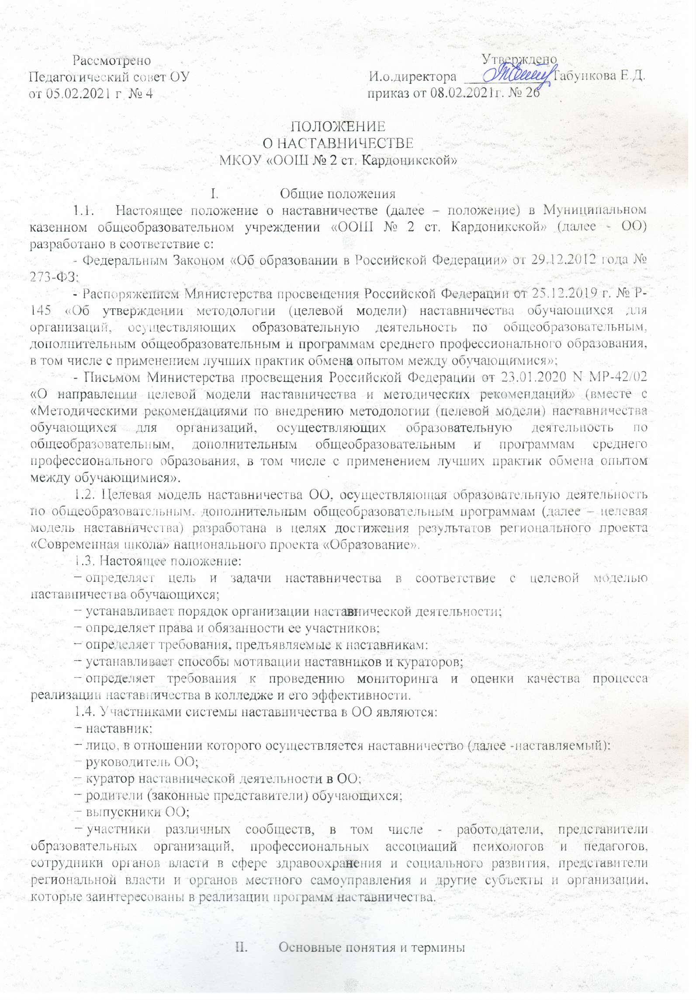 Рассмотрено
Утверждено
Педагогический совет ОУ
И.о.директора Габункова Е.Д.
от 05.02.2021 г № 4
приказ от 08.02.2021г. № 26
ПОЛОЖЕНИЕ
О НАСТАВНИЧЕСТВЕ
МКОУ «ООШ № 2 ст. Кардоникской»
I. Общие положения
1.1. Настоящее положение о наставничестве (далее – положение) в Муниципальном
казенном общеобразовательном учреждении «ООШ № 2 ст. Кардоникской» (далее - ОО)
разработано в соответствие с:
- Федеральным Законом «Об образовании в Российской Федерации» от 29.12.2012 года №
273-ФЗ;
- Распоряжением Министерства просвещения Российской Федерации от 25.12.2019 г. № Р-
145 «Об утверждении методологии (целевой модели) наставничества обучающихся для
организаций, осуществляющих образовательную деятельность по общеобразовательным,
дополнительным общеобразовательным и программам среднего профессионального образования,
в том числе с применением лучших практик обмена опытом между обучающимися»;
- Письмом Министерства просвещения Российской Федерации от 23.01.2020 N МР-42/02
«О направлении целевой модели наставничества и методических рекомендаций» (вместе с
«Методическими рекомендациями по внедрению методологии (целевой модели) наставничества
обучающихся для организаций, осуществляющих образовательную деятельность по
общеобразовательным, дополнительным общеобразовательным и программам среднего
профессионального образования, в том числе с применением лучших практик обмена опытом
между обучающимися».
1.2. Целевая модель наставничества ОО, осуществляющая образовательную деятельность
по общеобразовательным, дополнительным общеобразовательным программам (далее – целевая
модель наставничества) разработана в целях достижения результатов регионального проекта
«Современная школа» национального проекта «Образование».
1.3. Настоящее положение:
− определяет цель и задачи наставничества в соответствие с целевой моделью
наставничества обучающихся;
− устанавливает порядок организации наставнической деятельности;
− определяет права и обязанности ее участников;
− определяет требования, предъявляемые к наставникам:
− устанавливает способы мотивации наставников и кураторов;
− определяет требования к проведению мониторинга и оценки качества процесса
реализации наставничества в колледже и его эффективности.
1.4. Участниками системы наставничества в ОО являются:
− наставник;
− лицо, в отношении которого осуществляется наставничество (далее -наставляемый);
− руководитель ОО;
− куратор наставнической деятельности в ОО;
− родители (законные представители) обучающихся;
− выпускники ОО;
− участники различных сообществ, в том числе - работодатели, представители
образовательных организаций, профессиональных ассоциаций психологов и педагогов,
сотрудники органов власти в сфере здравоохранения и социального развития, представители
региональной власти и органов местного самоуправления и другие субъекты и организации,
которые заинтересованы в реализации программ наставничества.
II. Основные понятия и термины